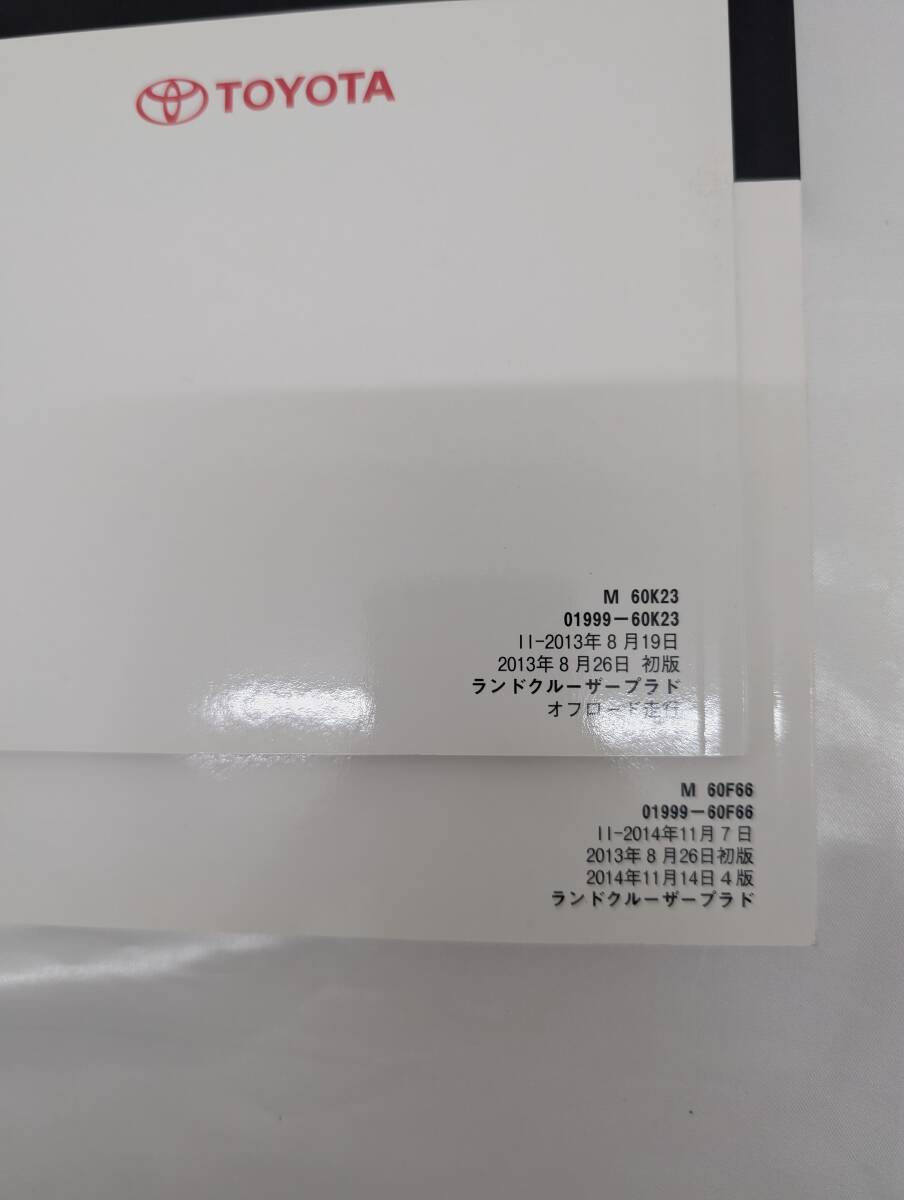 TOYOTA
M 60K23
01999-60K23
II-2013年8月19日
2013年8月26日 初版
ランドクルーザープラド
オフロード走行
M 60F66
01999-60F66
II-2014年11月7日
2013年8月26日初版
2014年11月14日4版
ランドクルーザープラド